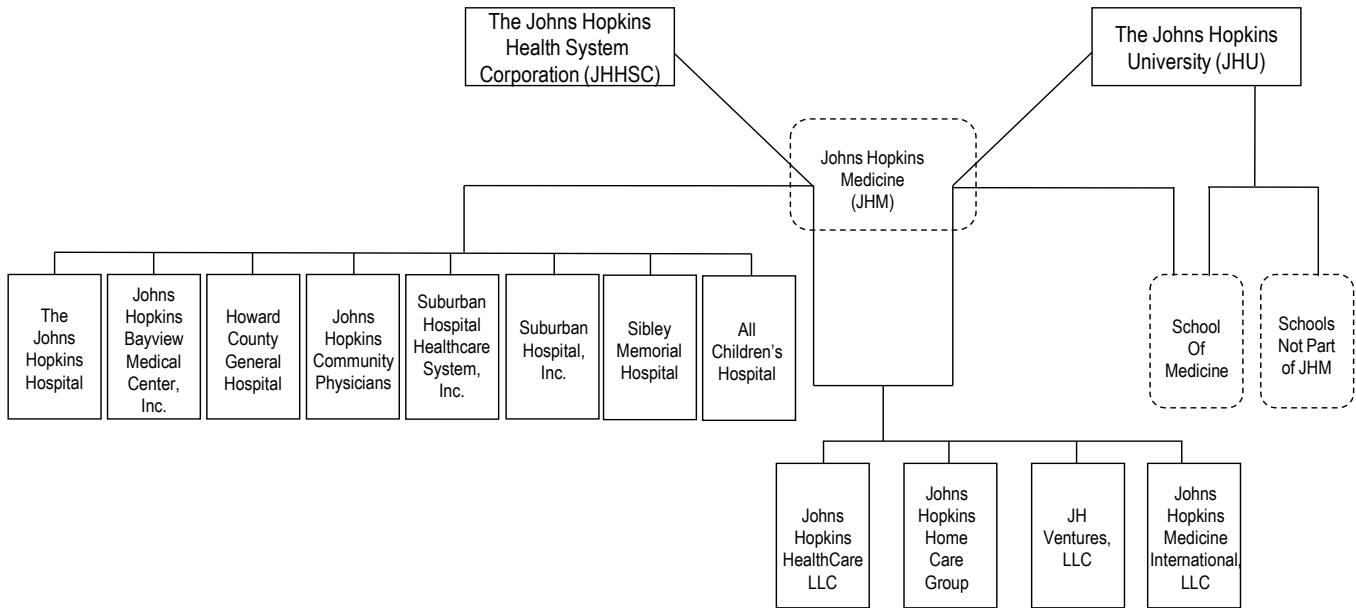 The Johns Hopkins
Health System
Corporation (JHHSC)
The Johns Hopkins
University (JHU)
Johns Hopkins
Medicine
(JHM)
The
Johns
Hopkins
Hospital
Johns
Hopkins
Bayview
Medical
Center,
Inc.
Howard
County
General
Hospital
Johns
Hopkins
Community
Physicians
Suburban
Hospital
Healthcare
System,
Inc.
Suburban
Hospital,
Inc.
Sibley
Memorial
Hospital
All
Children's
Hospital
School
Of
Medicine
Schools
Not Part
of JHM
Johns
Hopkins
HealthCare
LLC
Johns
Hopkins
Home
Care
Group
JH
Ventures,
LLC
Johns
Hopkins
Medicine
International,
LLC